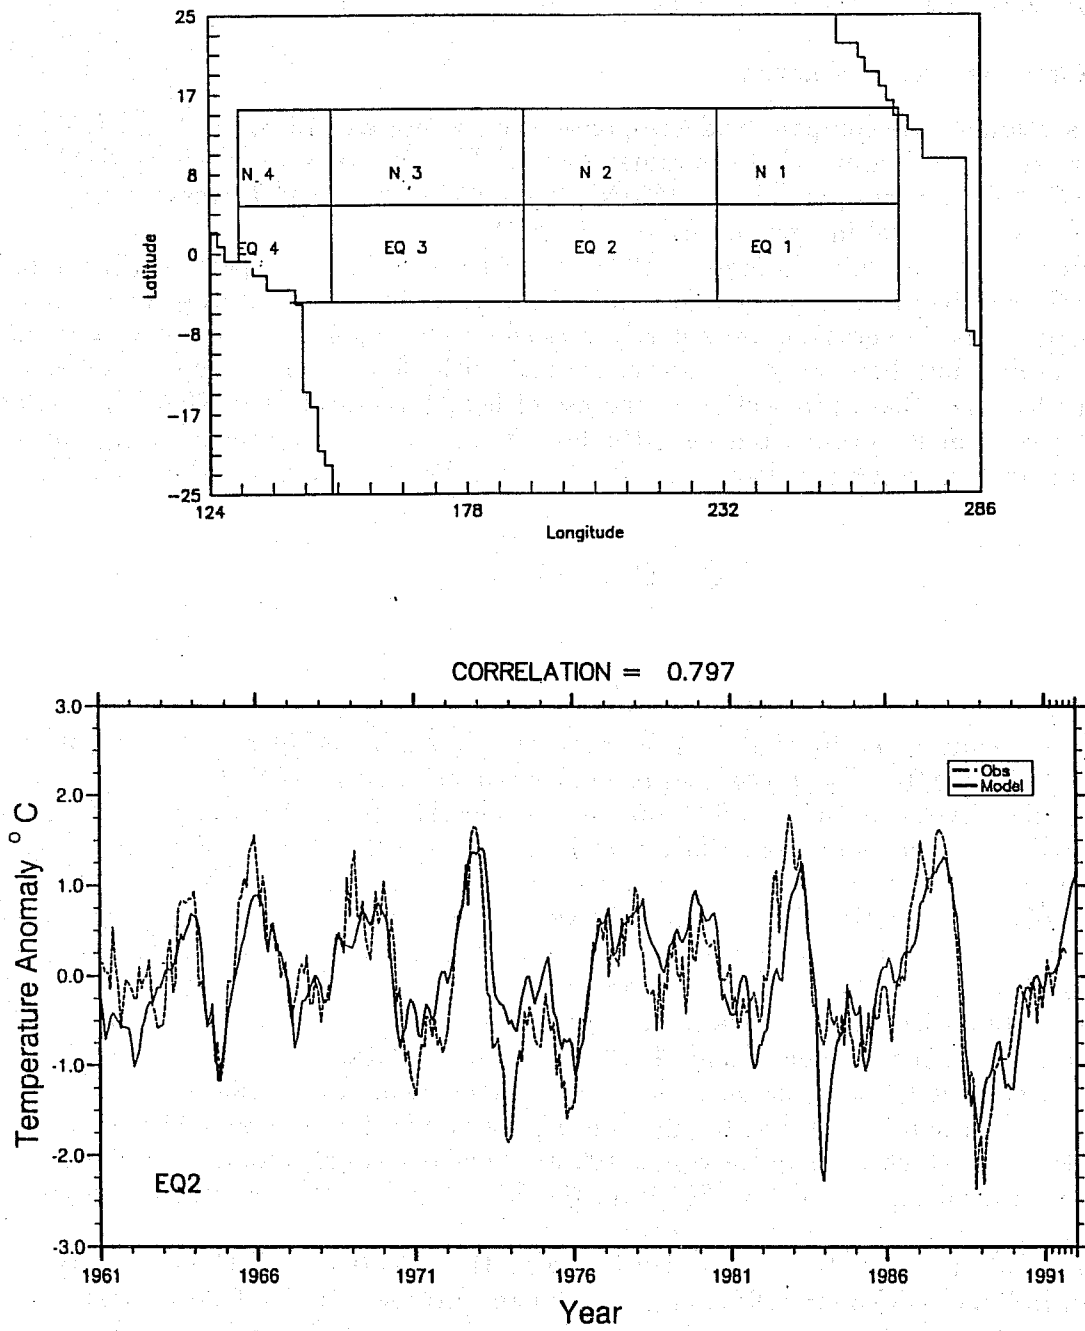 25
17
8
0
-8
-17
-25
Latitude
N 4
N 3
N 2
N 1
EQ 4
EQ 3
EQ 2
EQ 1
124
178
232
286
Longitude
CORRELATION = 0.797
3.0
2.0
1.0
0.0
-1.0
-2.0
-3.0
Temperature Anomaly °C
Obs
Model
EQ2
1961
1966
1971
1976
1981
1986
1991
Year